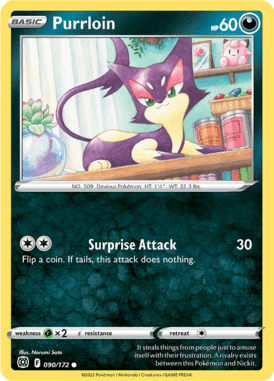 BASIC Purrloin HP60
NO. 509 Devious Pokémon HT: 1'4" WT: 22.3 lbs.
Surprise Attack 30
Flip a coin. If tails, this attack does nothing.
weakness ×2 resistance retreat
Illus. Narumi Sato
It steals things from people just to amuse
F 090/172 ● itself with their frustration. A rivalry exists
between this Pokémon and Nickit.
©2022 Pokémon / Nintendo / Creatures / GAME FREAK